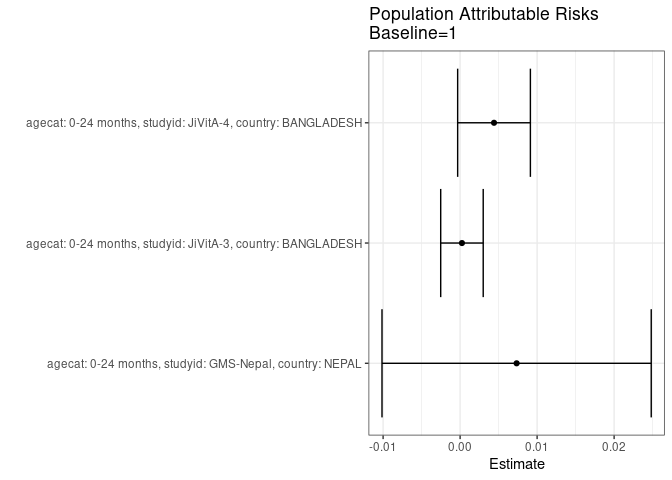 Population Attributable Risks
Baseline=1
agecat: 0-24 months, studyid: JiVitA-4, country: BANGLADESH
agecat: 0-24 months, studyid: JiVitA-3, country: BANGLADESH
agecat: 0-24 months, studyid: GMS-Nepal, country: NEPAL
-0.01 0.00 0.01 0.02
Estimate